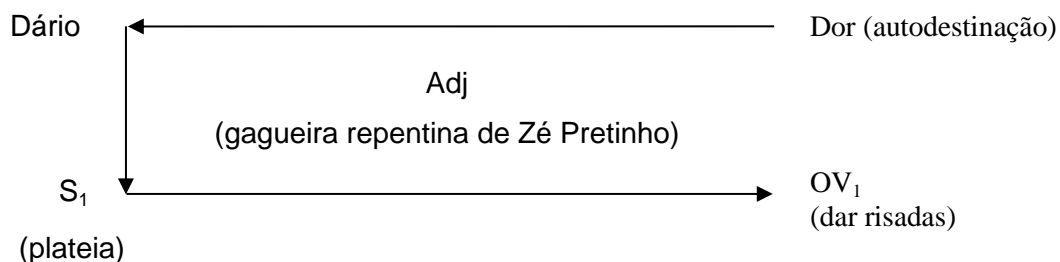 Dário Dor (autodestinação)
Adj
(gagueira repentina de Zé Pretinho)
S₁ OV₁
(dar risadas)
(plateia)